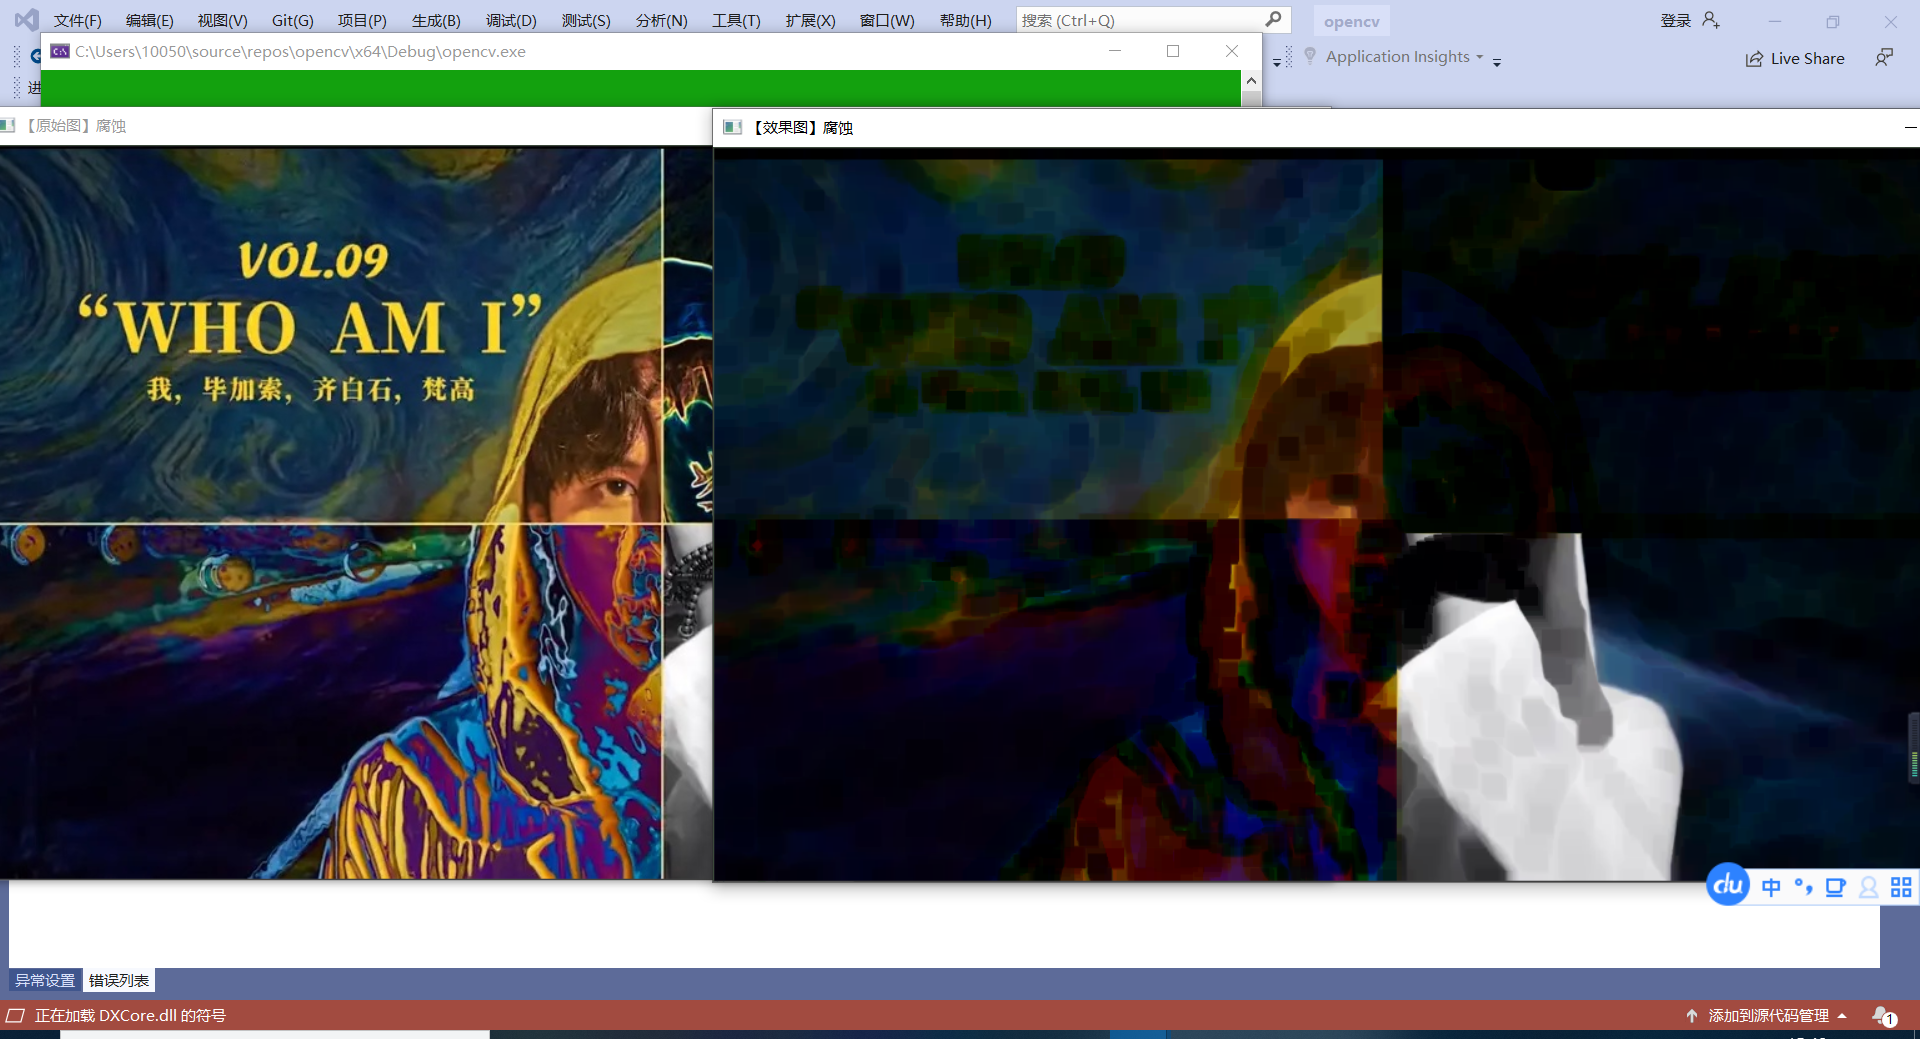 文件(F) 编辑(E) 视图(V) Git(G) 项目(P) 生成(B) 调试(D) 测试(S) 分析(N) 工具(T) 扩展(X) 窗口(W) 帮助(H) 搜索 (Ctrl+Q) opencv 登录
C:\Users\10050\source\repos\opencv\x64\Debug\opencv.exe
Application Insights
Live Share
进
【原始图】腐蚀
【效果图】腐蚀
VOL.09
“WHO AM I”
我，毕加索，齐白石，梵高
du 中
异常设置 错误列表
正在加载 DXCore.dll 的符号
添加到源代码管理
1